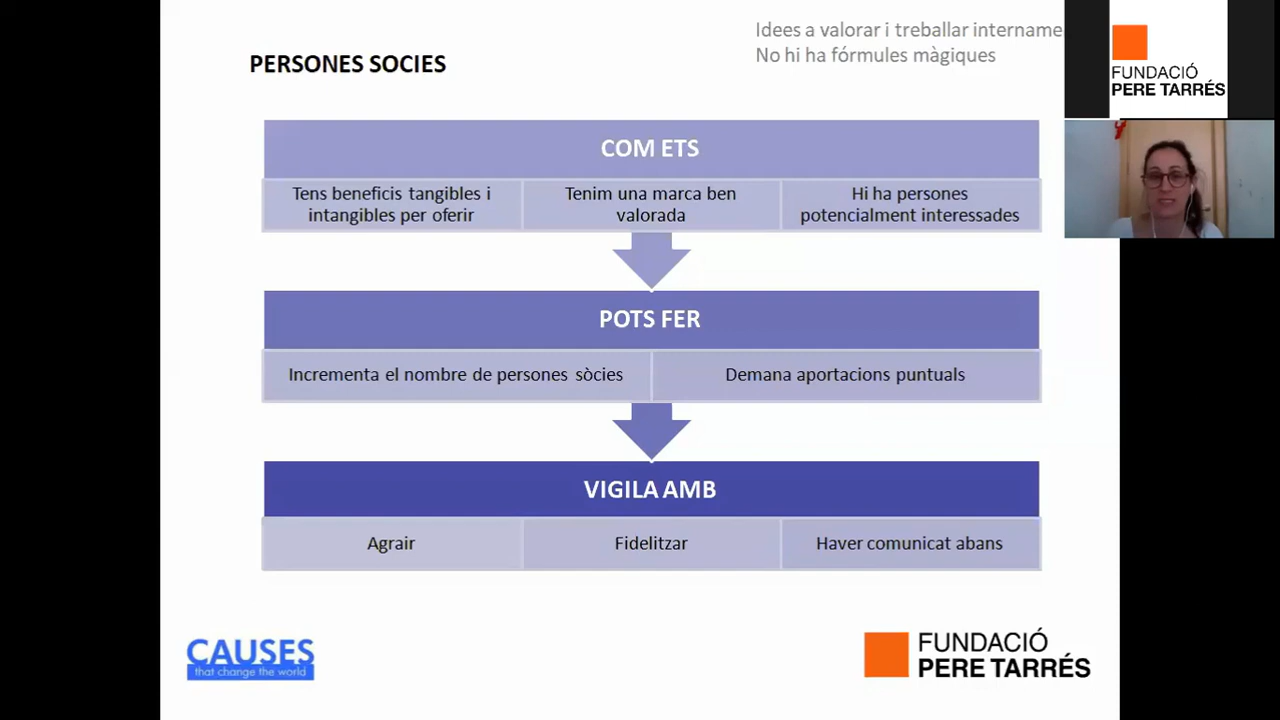 Idees a valorar i treballar intername
No hi ha fórmules màgiques
PERSONES SOCIES
FUNDACIÓ
PERE TARRÉS
COM ETS
Tens beneficis tangibles i
intangibles per oferir
Tenim una marca ben
valorada
Hi ha persones
potencialment interessades
POTS FER
Incrementa el nombre de persones sòcies
Demana aportacions puntuals
VIGILA AMB
Agrair
Fidelitzar
Haver comunicat abans
CAUSES
that change the world
FUNDACIÓ
PERE TARRÉS